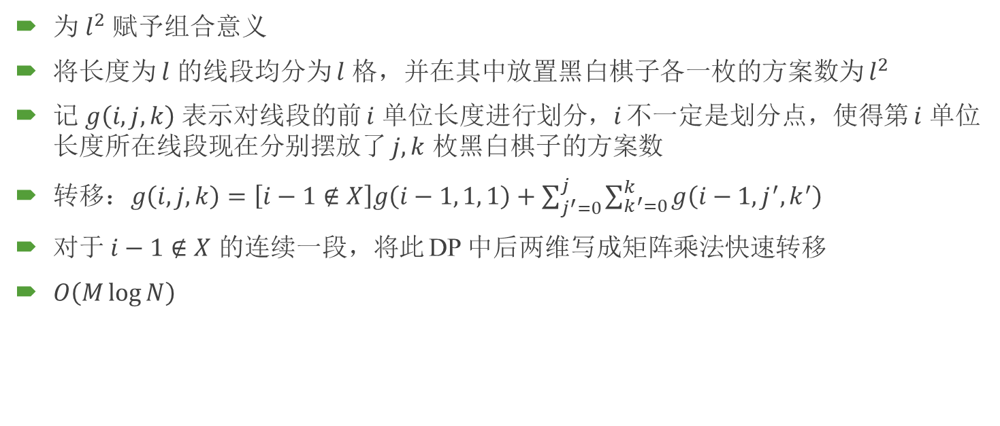 为 l² 赋予组合意义
将长度为 l 的线段均分为 l 格，并在其中放置黑白棋子各一枚的方案数为 l²
记 g(i, j, k) 表示对线段的前 i 单位长度进行划分，i 不一定是划分点，使得第 i 单位
长度所在线段现在分别摆放了 j, k 枚黑白棋子的方案数
转移：g(i, j, k) = [i − 1 ∉ X]g(i − 1, 1, 1) + ∑_{j′=0}^{j} ∑_{k′=0}^{k} g(i − 1, j′, k′)
对于 i − 1 ∉ X 的连续一段，将此 DP 中后两维写成矩阵乘法快速转移
O(M log N)